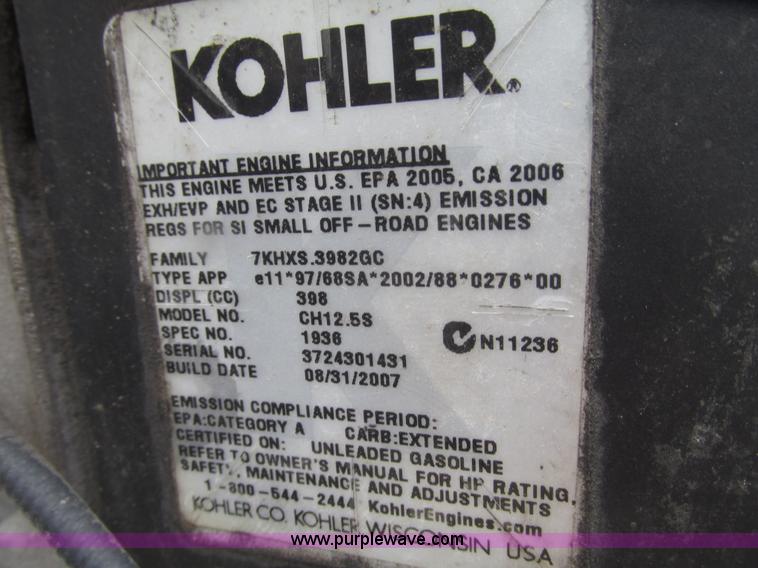 KOHLER®
IMPORTANT ENGINE INFORMATION
THIS ENGINE MEETS U.S. EPA 2005, CA 2006
EXH/EVP AND EC STAGE II (SN:4) EMISSION
REGS FOR SI SMALL OFF-ROAD ENGINES
FAMILY 7KHXS.3982GC
TYPE APP e11*97/68SA*2002/88*0276*00
DISPL (CC) 398
MODEL NO. CH12.5S
SPEC NO. 1936 N11236
SERIAL NO. 3724301431
BUILD DATE 08/31/2007
EMISSION COMPLIANCE PERIOD:
EPA:CATEGORY A CARB:EXTENDED
CERTIFIED ON: UNLEADED GASOLINE
REFER TO OWNER'S MANUAL FOR HP RATING,
SAFETY, MAINTENANCE AND ADJUSTMENTS
1-800-544-2444 KohlerEngines.com
KOHLER CO. KOHLER WISCONSIN USA
www.purplewave.com